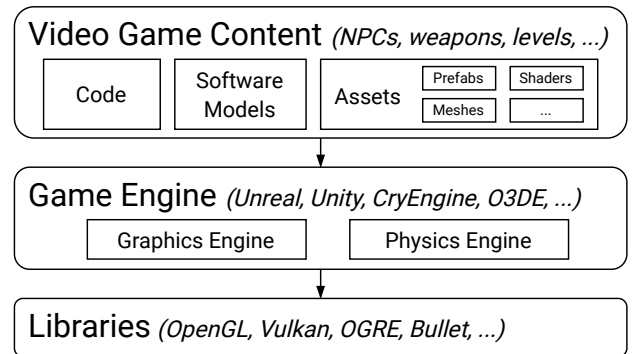 Video Game Content (NPCs, weapons, levels, ...)
Code
Software
Models
Assets
Prefabs
Shaders
Meshes
...
Game Engine (Unreal, Unity, CryEngine, O3DE, ...)
Graphics Engine
Physics Engine
Libraries (OpenGL, Vulkan, OGRE, Bullet, ...)